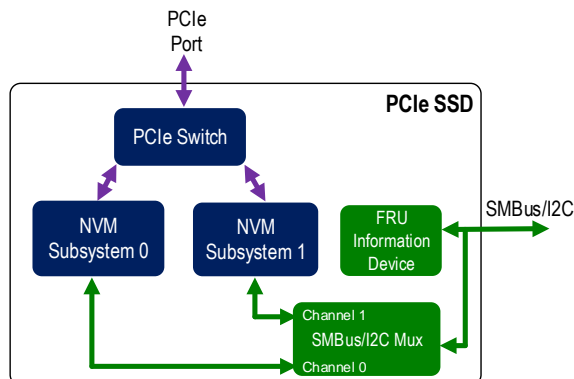 PCIe
Port
PCIe SSD
PCIe Switch
NVM
Subsystem 0
NVM
Subsystem 1
FRU
Information
Device
SMBus/I2C
Channel 1
SMBus/I2C Mux
Channel 0